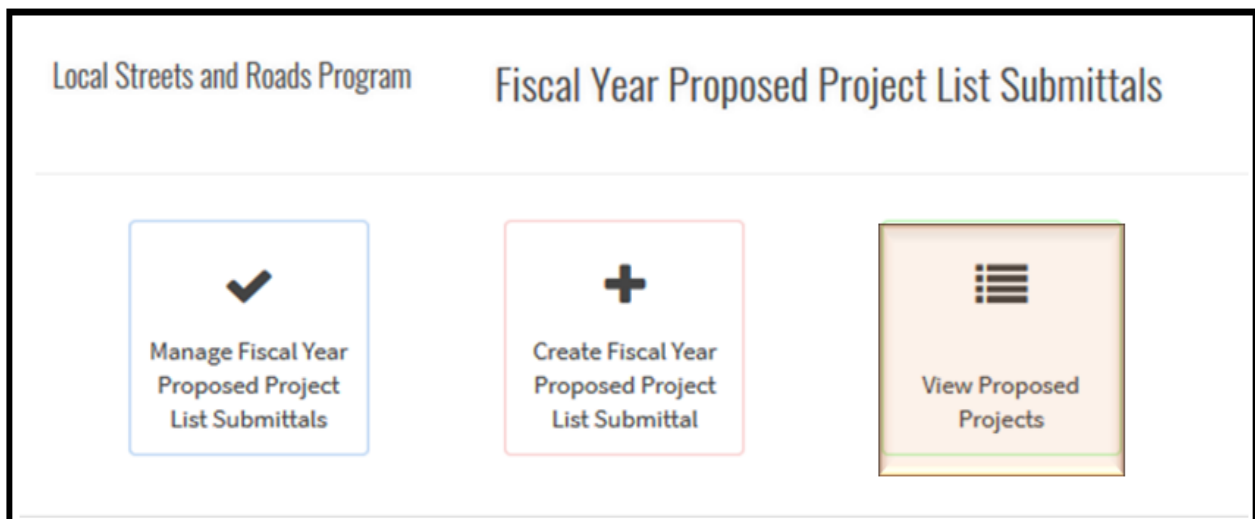 Local Streets and Roads Program
Fiscal Year Proposed Project List Submittals
Manage Fiscal Year
Proposed Project
List Submittals
Create Fiscal Year
Proposed Project
List Submittal
View Proposed
Projects